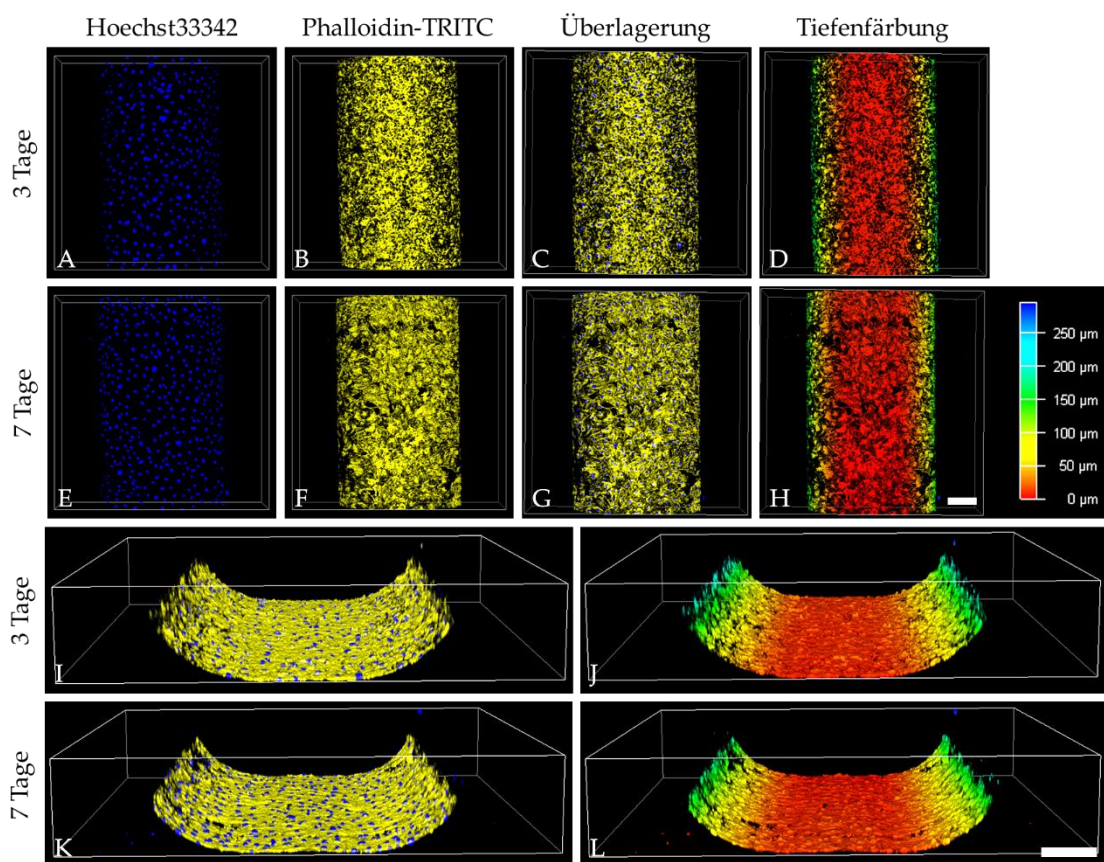 Hoechst33342 Phalloidin-TRITC Überlagerung Tiefenfärbung
3 Tage
A B C D
7 Tage
E F G H
250 µm
200 µm
150 µm
100 µm
50 µm
0 µm
3 Tage
I J
7 Tage
K L